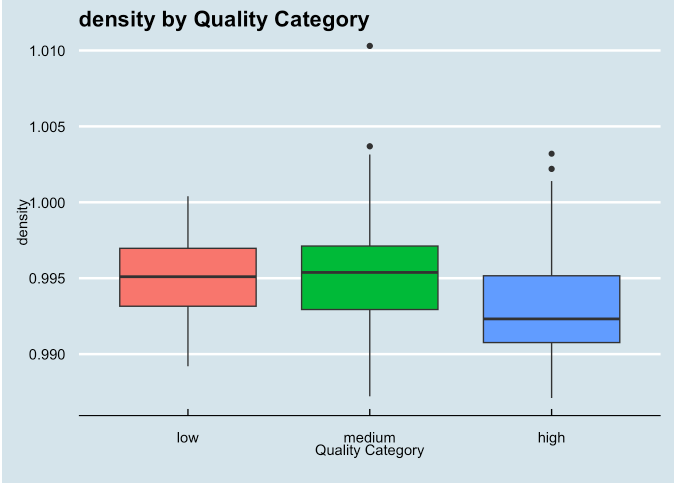 density by Quality Category
1.010
1.005
1.000
0.995
0.990
density
low medium high
Quality Category